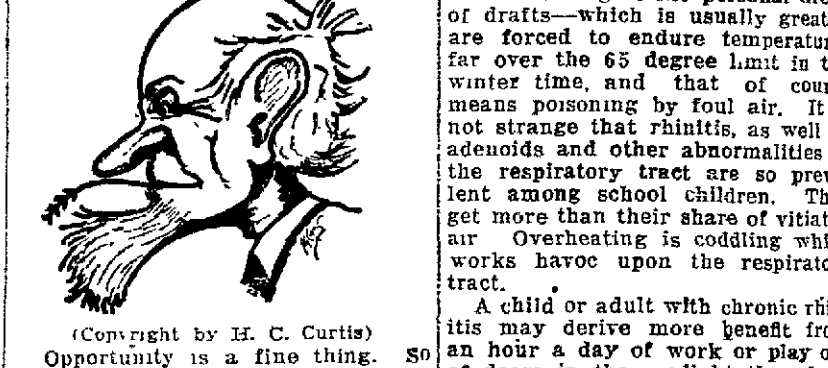 (Copyright by H. C. Curtis)
Opportunity is a fine thing. So
of drafts—which is usually great
are forced to endure temperatu
far over the 65 degree limit in t
winter time, and that of cour
means poisoning by foul air. It
not strange that rhinitis, as well
adenoids and other abnormalities
the respiratory tract are so prev
lent among school children. Th
get more than their share of vitiat
air Overheating is coddling whi
works havoc upon the respirato
tract.
A child or adult with chronic rhi
itis may derive more benefit fro
an hour a day of work or play o